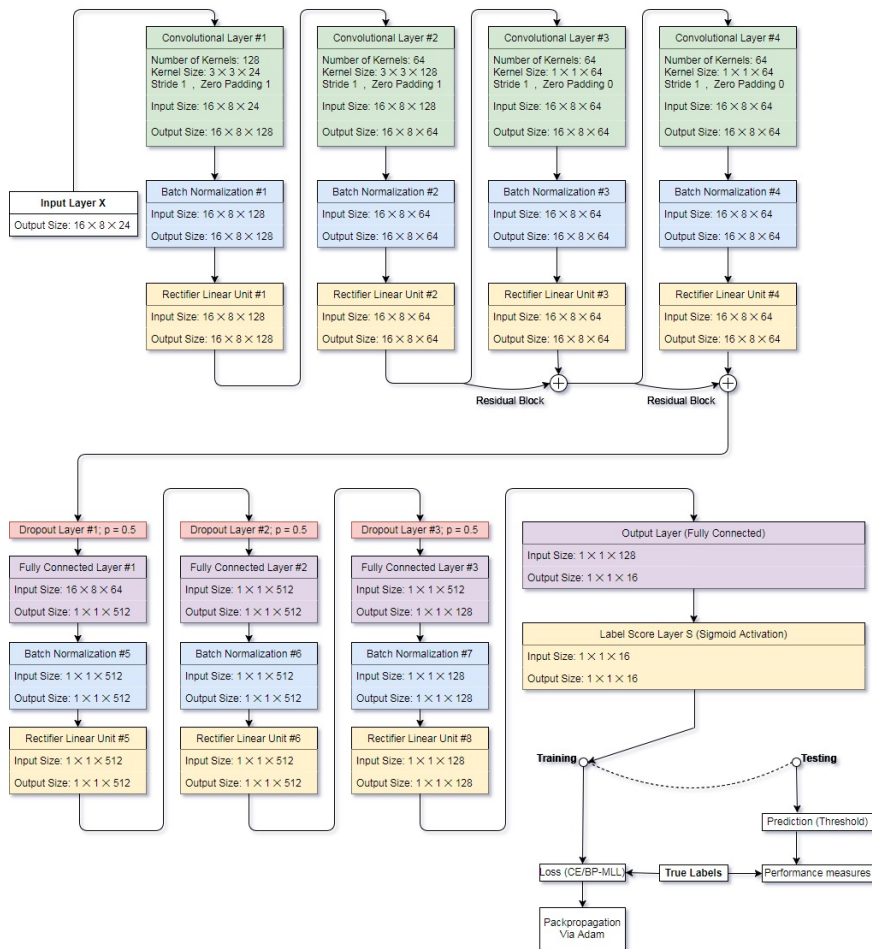 Convolutional Layer #1
Number of Kernels: 128
Kernel Size: 3 × 3 × 24
Stride 1 , Zero Padding 1
Input Size: 16 × 8 × 24
Output Size: 16 × 8 × 128
Convolutional Layer #2
Number of Kernels: 64
Kernel Size: 3 × 3 × 128
Stride 1 , Zero Padding 1
Input Size: 16 × 8 × 128
Output Size: 16 × 8 × 64
Convolutional Layer #3
Number of Kernels: 64
Kernel Size: 1 × 1 × 64
Stride 1 , Zero Padding 0
Input Size: 16 × 8 × 64
Output Size: 16 × 8 × 64
Convolutional Layer #4
Number of Kernels: 64
Kernel Size: 1 × 1 × 64
Stride 1 , Zero Padding 0
Input Size: 16 × 8 × 64
Output Size: 16 × 8 × 64
Input Layer X
Output Size: 16 × 8 × 24
Batch Normalization #1
Input Size: 16 × 8 × 128
Output Size: 16 × 8 × 128
Batch Normalization #2
Input Size: 16 × 8 × 64
Output Size: 16 × 8 × 64
Batch Normalization #3
Input Size: 16 × 8 × 64
Output Size: 16 × 8 × 64
Batch Normalization #4
Input Size: 16 × 8 × 64
Output Size: 16 × 8 × 64
Rectifier Linear Unit #1
Input Size: 16 × 8 × 128
Output Size: 16 × 8 × 128
Rectifier Linear Unit #2
Input Size: 16 × 8 × 64
Output Size: 16 × 8 × 64
Rectifier Linear Unit #3
Input Size: 16 × 8 × 64
Output Size: 16 × 8 × 64
Rectifier Linear Unit #4
Input Size: 16 × 8 × 64
Output Size: 16 × 8 × 64
Residual Block
Residual Block
Dropout Layer #1; p = 0.5
Fully Connected Layer #1
Input Size: 16 × 8 × 64
Output Size: 1 × 1 × 512
Batch Normalization #5
Input Size: 1 × 1 × 512
Output Size: 1 × 1 × 512
Rectifier Linear Unit #5
Input Size: 1 × 1 × 512
Output Size: 1 × 1 × 512
Dropout Layer #2; p = 0.5
Fully Connected Layer #2
Input Size: 1 × 1 × 512
Output Size: 1 × 1 × 512
Batch Normalization #6
Input Size: 1 × 1 × 512
Output Size: 1 × 1 × 512
Rectifier Linear Unit #6
Input Size: 1 × 1 × 512
Output Size: 1 × 1 × 512
Dropout Layer #3; p = 0.5
Fully Connected Layer #3
Input Size: 1 × 1 × 512
Output Size: 1 × 1 × 128
Batch Normalization #7
Input Size: 1 × 1 × 128
Output Size: 1 × 1 × 128
Rectifier Linear Unit #8
Input Size: 1 × 1 × 128
Output Size: 1 × 1 × 128
Output Layer (Fully Connected)
Input Size: 1 × 1 × 128
Output Size: 1 × 1 × 16
Label Score Layer S (Sigmoid Activation)
Input Size: 1 × 1 × 16
Output Size: 1 × 1 × 16
Training
Testing
Prediction (Threshold)
Loss (CE/BP-MLL)
True Labels
Performance measures
Packpropagation
Via Adam